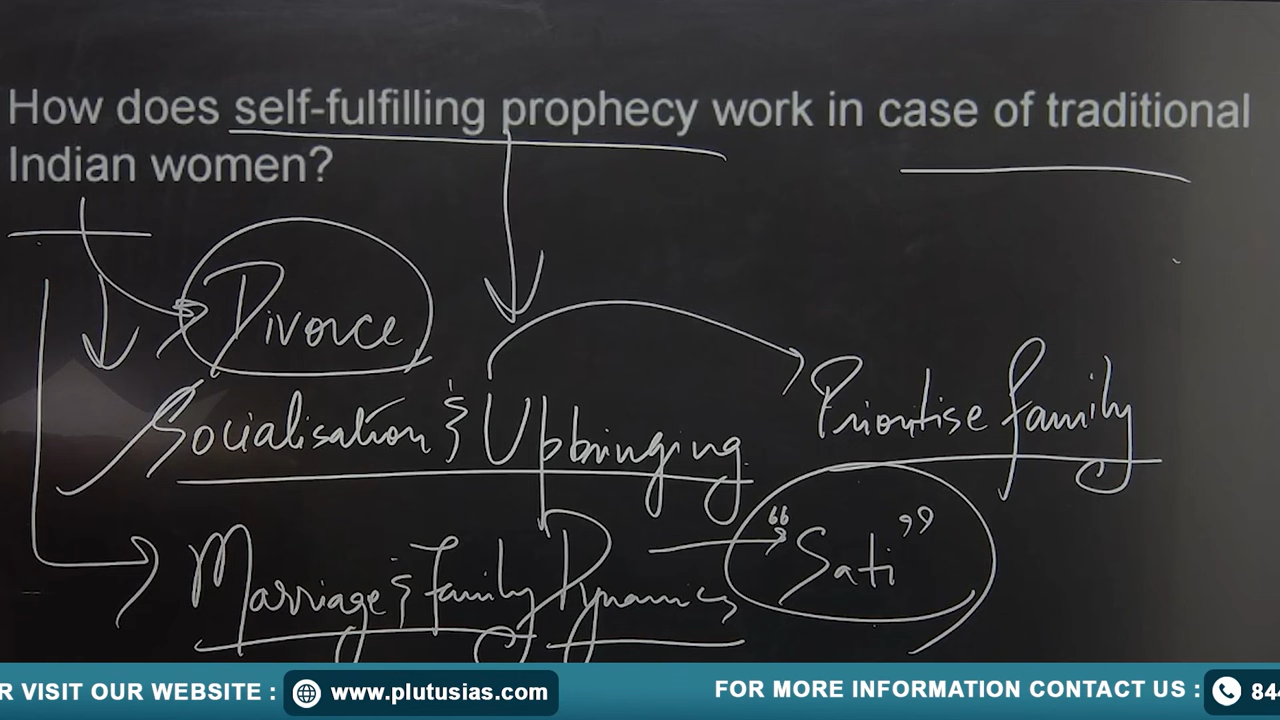 How does self-fulfilling prophecy work in case of traditional
Indian women?
Divorce
Socialisation & Upbringing
Prioritise family
Marriage & Family Dynamics
"Sati"
R VISIT OUR WEBSITE : www.plutusias.com FOR MORE INFORMATION CONTACT US : 844